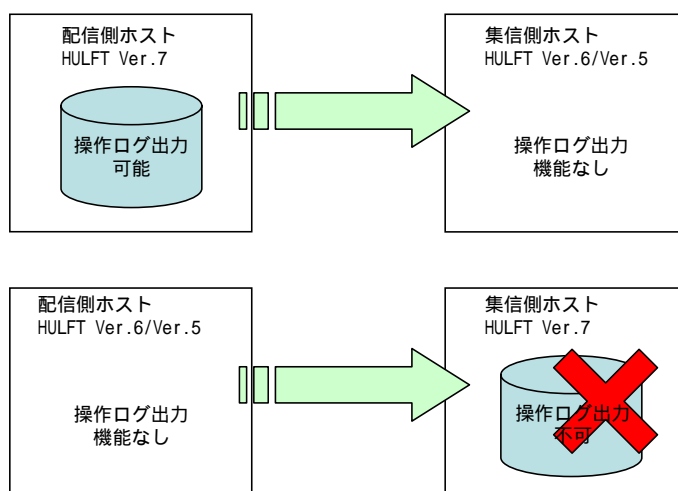 配信側ホスト
HULFT Ver.7
操作ログ出力
可能
集信側ホスト
HULFT Ver.6/Ver.5
操作ログ出力
機能なし
配信側ホスト
HULFT Ver.6/Ver.5
操作ログ出力
機能なし
集信側ホスト
HULFT Ver.7
操作ログ出力
不可